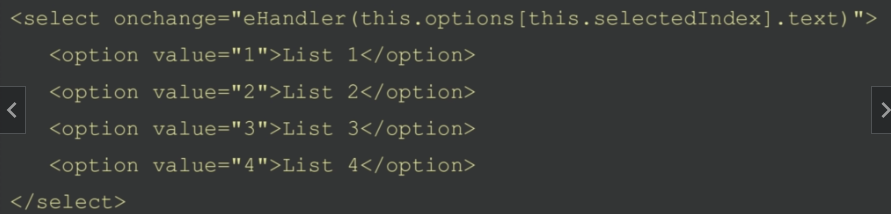 <select onchange="eHandler(this.options[this.selectedIndex].text)">
<option value="1">List 1</option>
<option value="2">List 2</option>
<option value="3">List 3</option>
<option value="4">List 4</option>
</select>